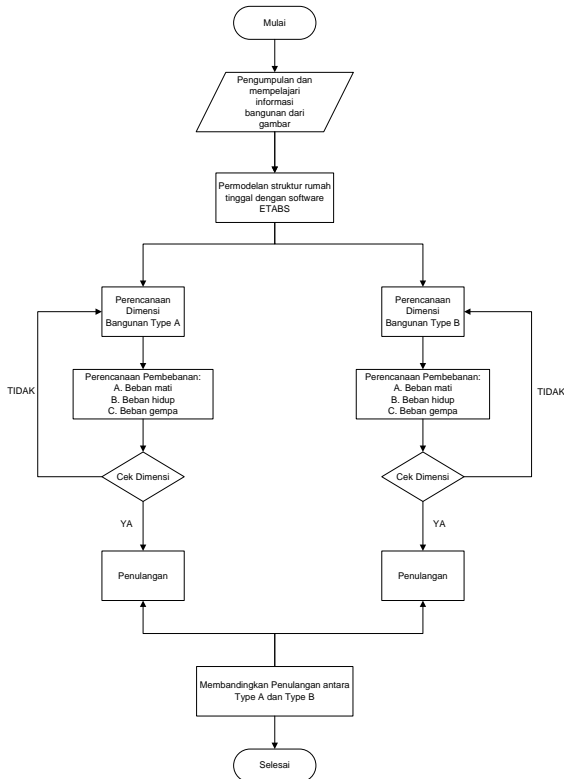 Mulai
Pengumpulan dan
mempelajari
informasi
bangunan dari
gambar
Permodelan struktur rumah
tinggal dengan software
ETABS
Perencanaan
Dimensi
Bangunan Type A
Perencanaan
Dimensi
Bangunan Type B
Perencanaan Pembebanan:
A. Beban mati
B. Beban hidup
C. Beban gempa
Perencanaan Pembebanan:
A. Beban mati
B. Beban hidup
C. Beban gempa
TIDAK
TIDAK
Cek Dimensi
Cek Dimensi
YA
YA
Penulangan
Penulangan
Membandingkan Penulangan antara
Type A dan Type B
Selesai